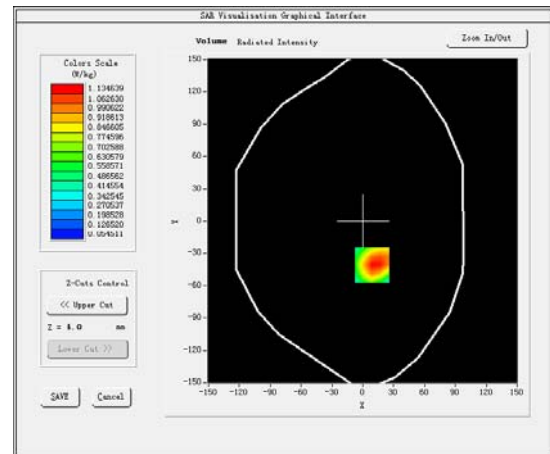 SAR Visualisation Graphical Interface
Volume Radiated Intensity
Zoom In/Out
Colors Scale
(W/kg)
1.134639
1.062630
0.990622
0.918613
0.846605
0.774596
0.702588
0.630579
0.558571
0.486562
0.414554
0.342545
0.270537
0.198528
0.126520
0.054511
150
120
90
60
30
0
-30
-60
-90
-120
-150
Y
-150 -120 -90 -60 -30 0 30 60 90 120 150
X
Z-Cuts Control
<< Upper Cut
Z = 4.0 mm
Lower Cut >>
SAVE
Cancel